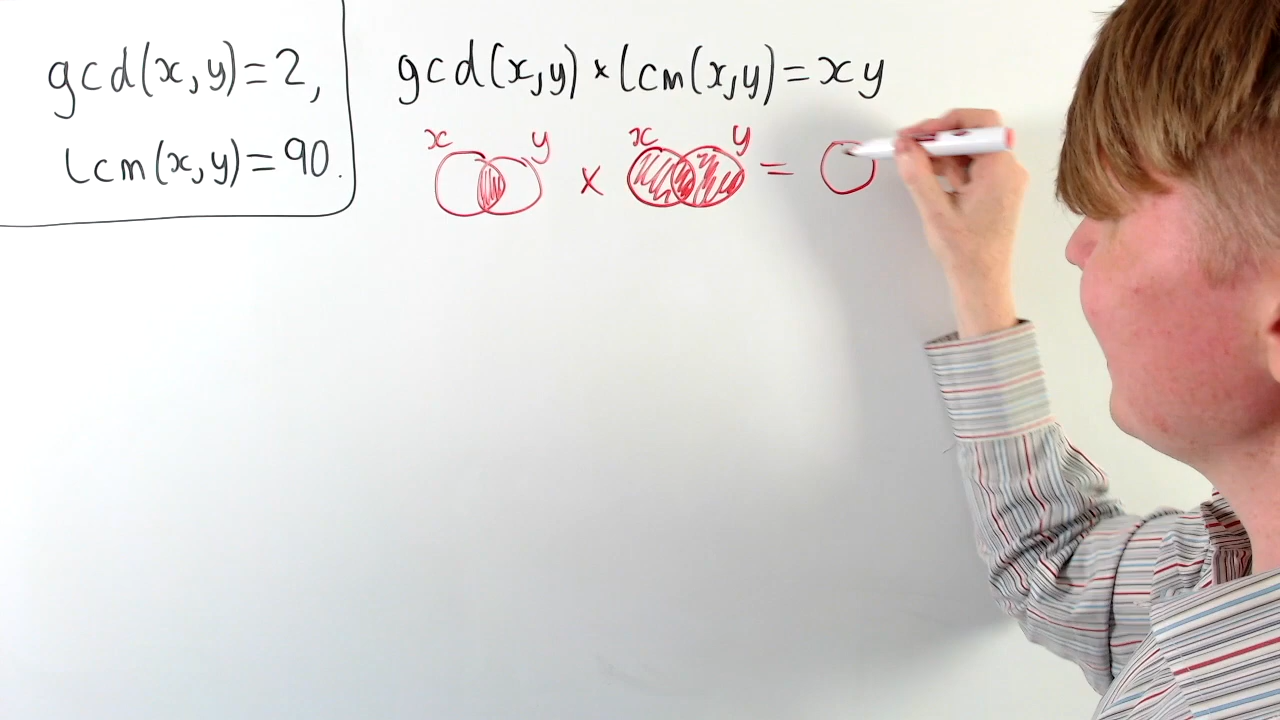 gcd(x,y)=2,
lcm(x,y)=90.
gcd(x,y)×lcm(x,y)=xy
x y x y
× =